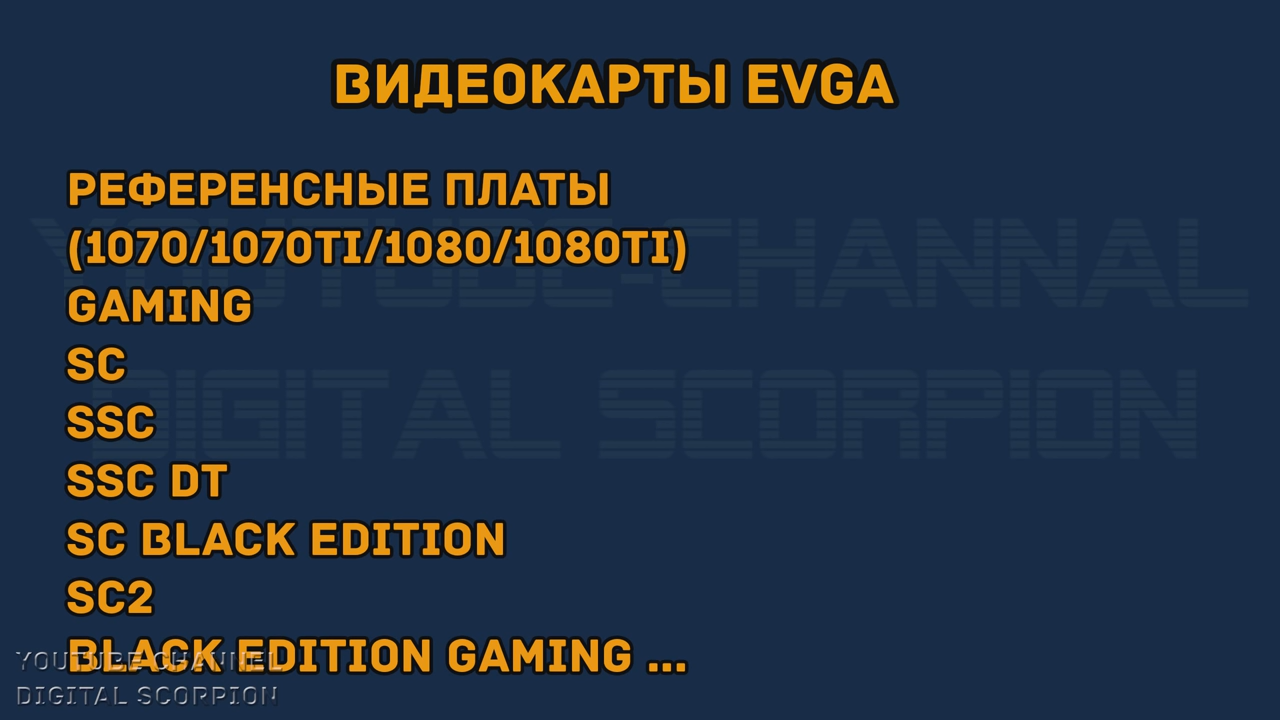 ВИДЕОКАРТЫ EVGA
РЕФЕРЕНСНЫЕ ПЛАТЫ
(1070/1070TI/1080/1080TI)
GAMING
SC
SSC
SSC DT
SC BLACK EDITION
SC2
BLACK EDITION GAMING ...
YOUTUBE-CHANNAL
DIGITAL SCORPION
YOUTUBE CHANNEL
DIGITAL SCORPION